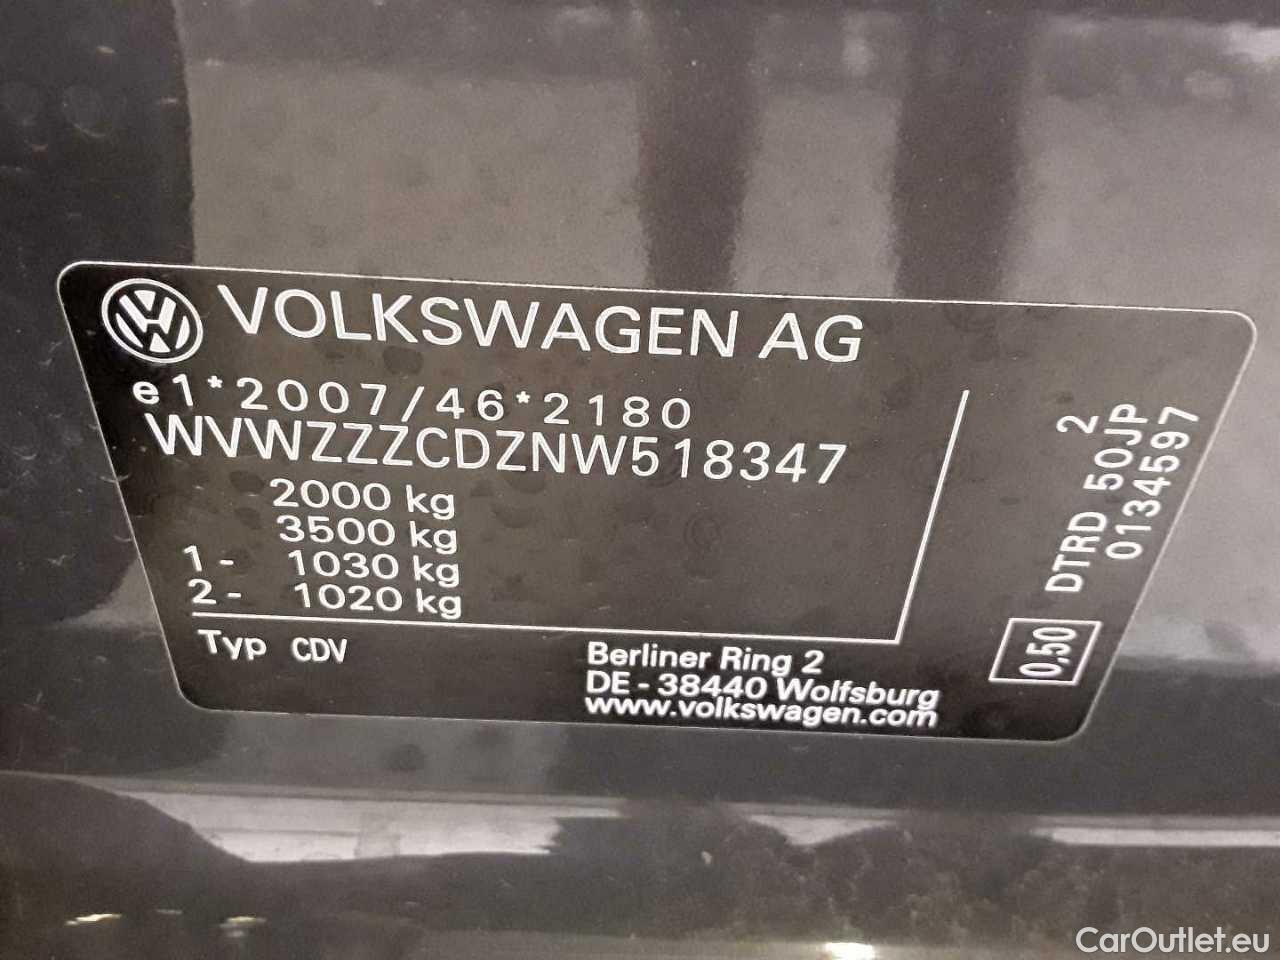 VOLKSWAGEN AG
e1*2007/46*2180
WVWZZZCDZNW518347
2000 kg
3500 kg
1- 1030 kg
2- 1020 kg
Typ CDV
Berliner Ring 2
DE - 38440 Wolfsburg
www.volkswagen.com
2
DTRD 50JP
0134597
0,50
CarOutlet.eu